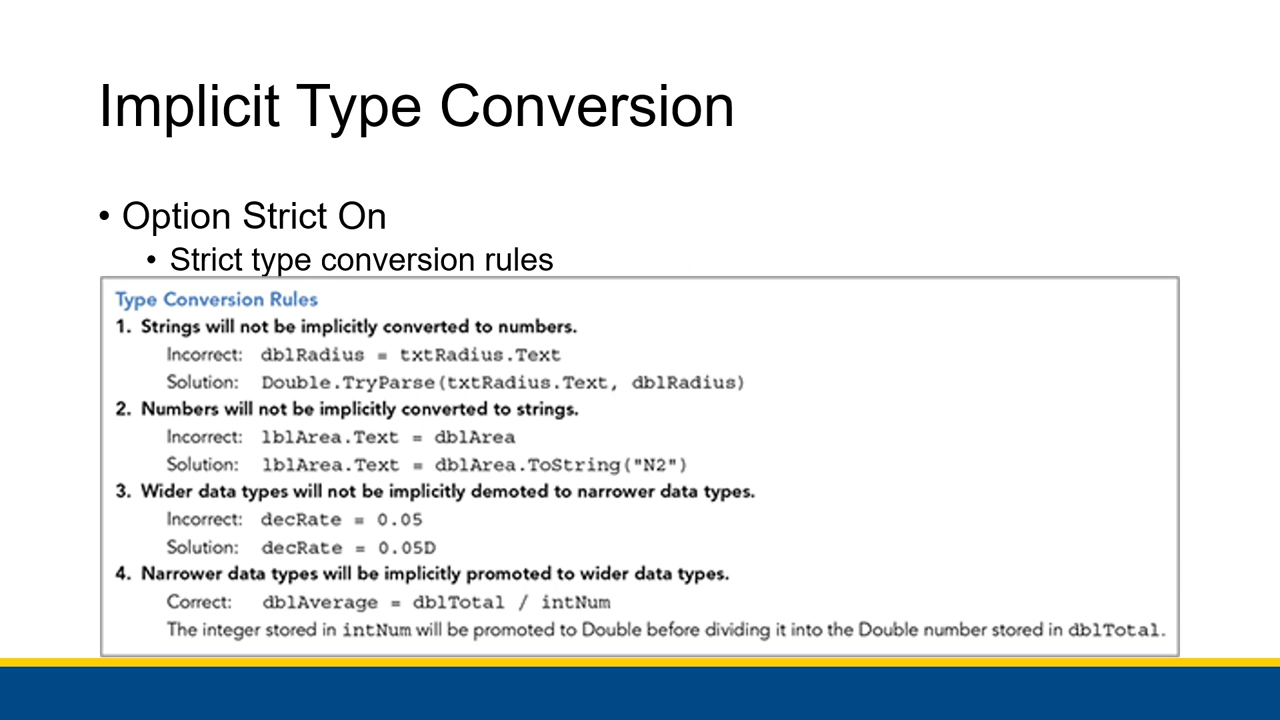 Implicit Type Conversion
• Option Strict On
• Strict type conversion rules
Type Conversion Rules
1. Strings will not be implicitly converted to numbers.
Incorrect: dblRadius = txtRadius.Text
Solution: Double.TryParse(txtRadius.Text, dblRadius)
2. Numbers will not be implicitly converted to strings.
Incorrect: lblArea.Text = dblArea
Solution: lblArea.Text = dblArea.ToString("N2")
3. Wider data types will not be implicitly demoted to narrower data types.
Incorrect: decRate = 0.05
Solution: decRate = 0.05D
4. Narrower data types will be implicitly promoted to wider data types.
Correct: dblAverage = dblTotal / intNum
The integer stored in intNum will be promoted to Double before dividing it into the Double number stored in dblTotal.